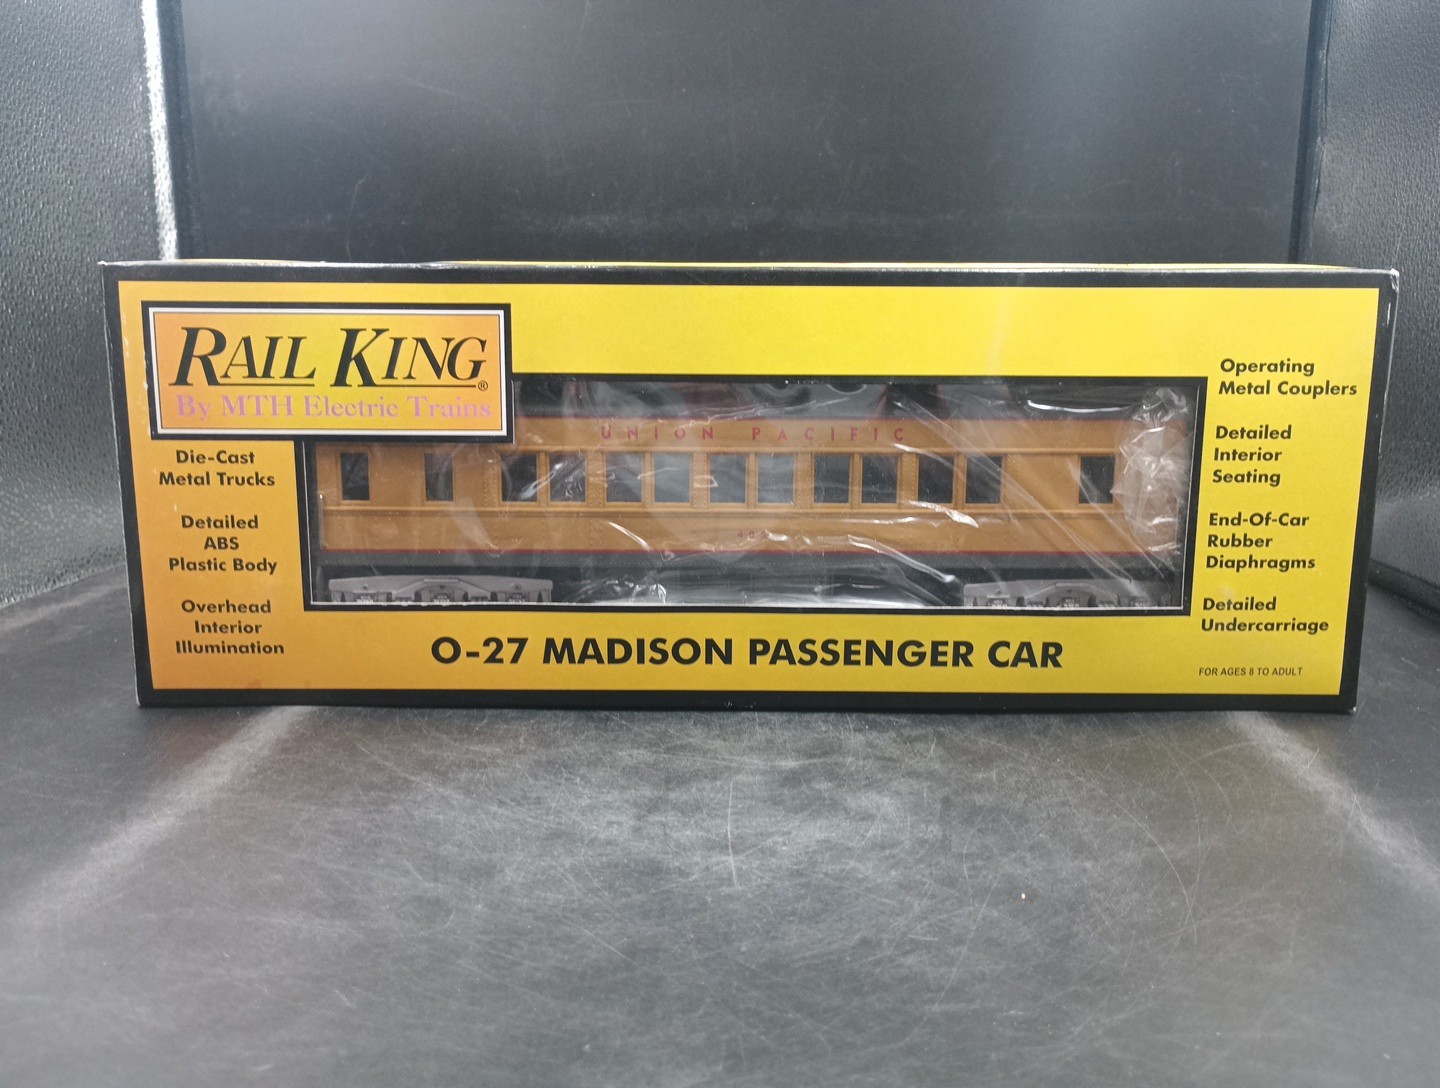 RAIL KING®
By MTH Electric Trains
Die-Cast
Metal Trucks
Detailed
ABS
Plastic Body
Overhead
Interior
Illumination
UNION PACIFIC
Operating
Metal Couplers
Detailed
Interior
Seating
End-Of-Car
Rubber
Diaphragms
Detailed
Undercarriage
O-27 MADISON PASSENGER CAR
FOR AGES 8 TO ADULT